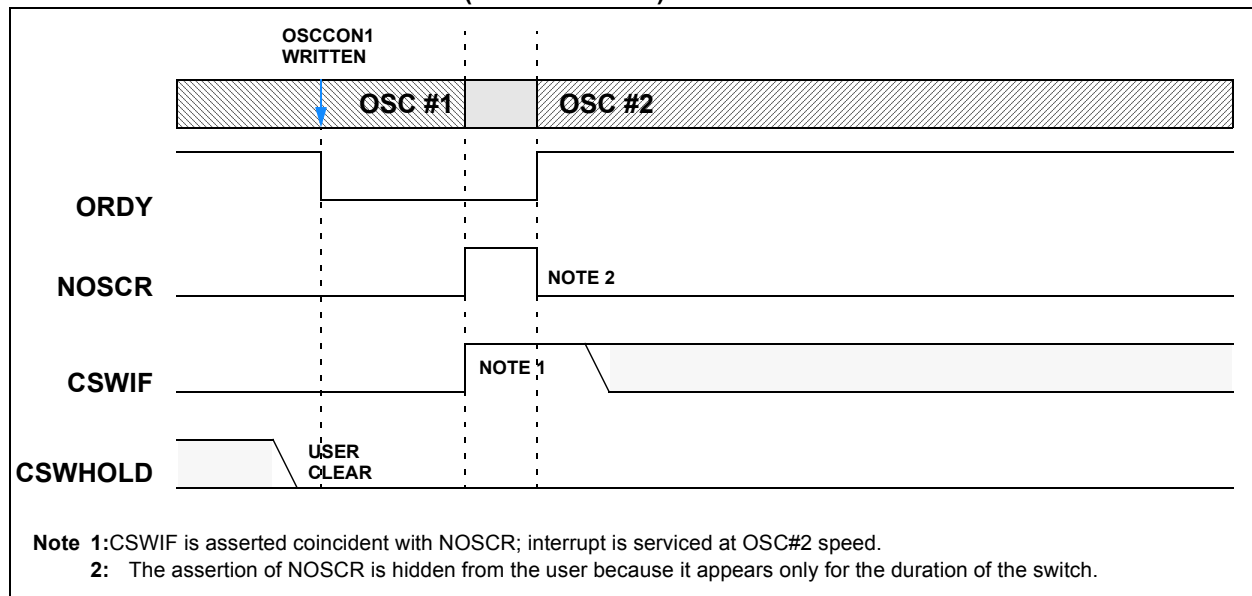 OSCCON1
WRITTEN
OSC #1
OSC #2
ORDY
NOSCR
NOTE 2
CSWIF
NOTE 1
CSWHOLD
USER
CLEAR
Note 1:CSWIF is asserted coincident with NOSCR; interrupt is serviced at OSC#2 speed.
2: The assertion of NOSCR is hidden from the user because it appears only for the duration of the switch.